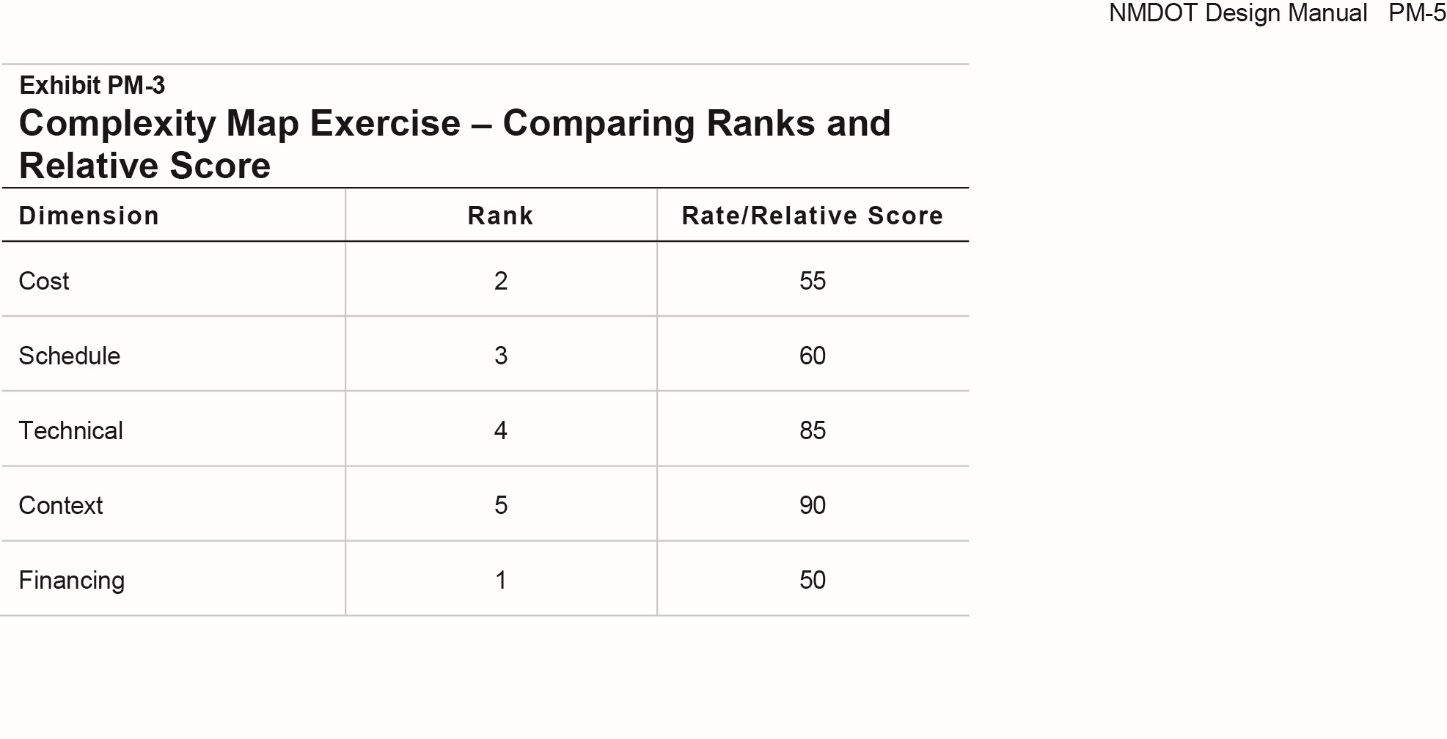 NMDOT Design Manual PM-5
Exhibit PM-3
Complexity Map Exercise – Comparing Ranks and
Relative Score
Dimension Rank Rate/Relative Score
Cost 2 55
Schedule 3 60
Technical 4 85
Context 5 90
Financing 1 50